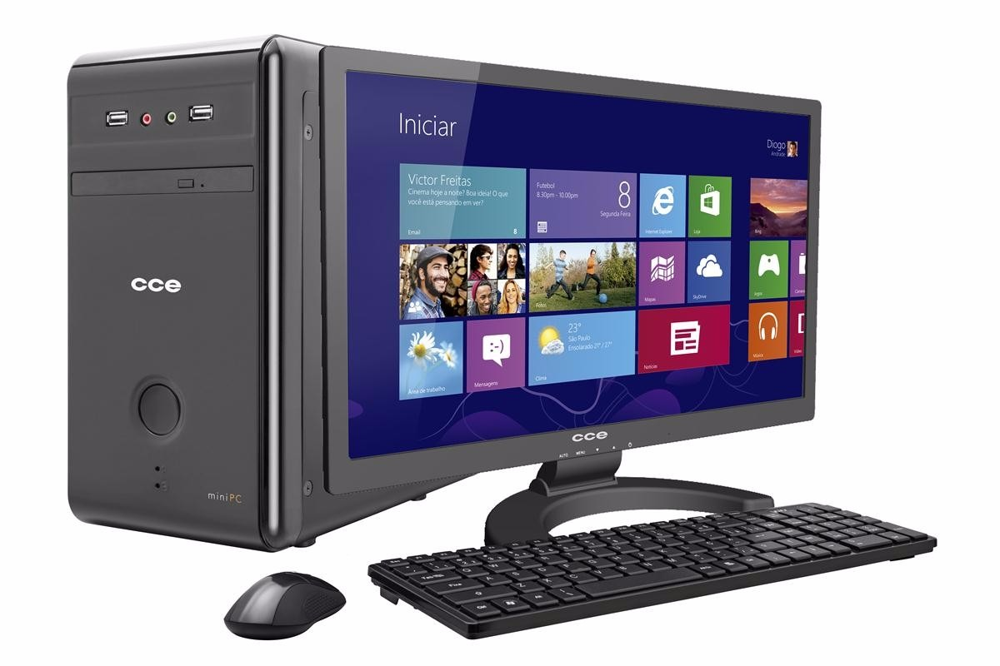 cce
miniPC
Iniciar
Diogo
Andrade
Victor Freitas
Cinema hoje a noite? Boa ideia! O que
você está pensando em ver?
Email
8
Futebol
8.30pm - 10.00pm
8
Segunda Feira
Internet Explorer
Loja
Bing
Fotos
Mapas
SkyDrive
Jogos
Área de trabalho
Mensagens
23°
São Paulo
Ensolarado 21° / 27°
Clima
Notícias
Música
Vídeo
cce
AUTO MENU